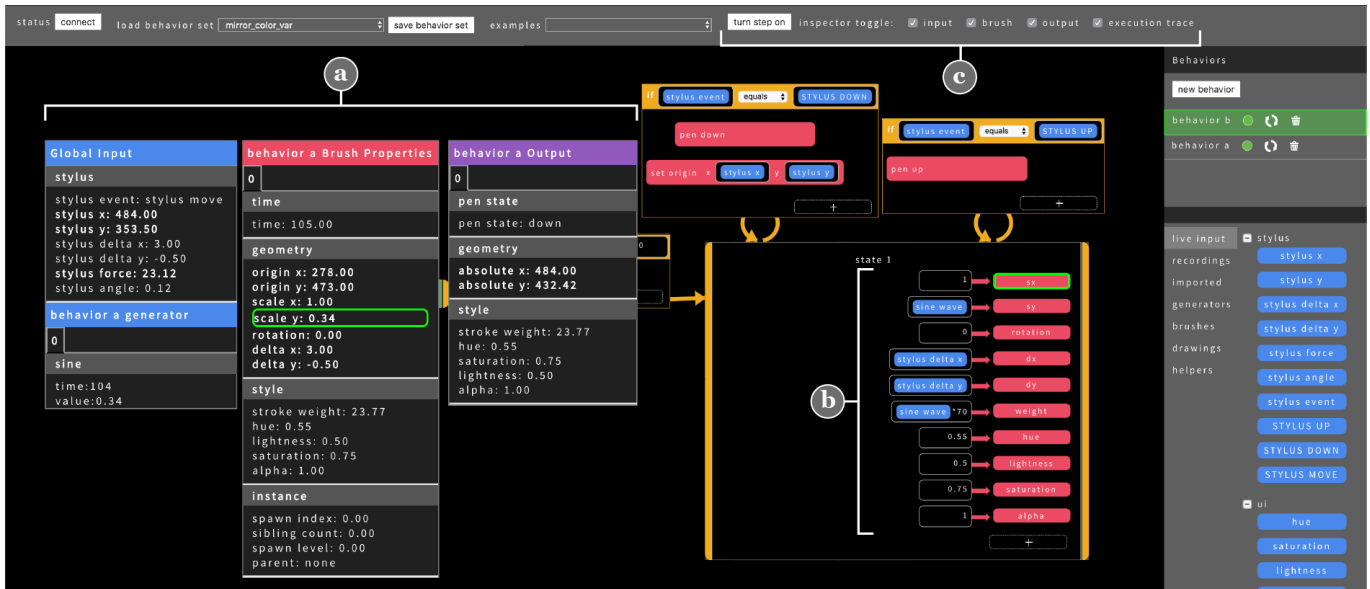 status connect load behavior set mirror_color_var save behavior set examples turn step on inspector toggle: input brush output execution trace
a
c
Behaviors
new behavior
behavior b
behavior a
Global Input
stylus
stylus event: stylus move
stylus x: 484.00
stylus y: 353.50
stylus delta x: 3.00
stylus delta y: -0.50
stylus force: 23.12
stylus angle: 0.12
behavior a generator
0
sine
time:104
value:0.34
behavior a Brush Properties
0
time
time: 105.00
geometry
origin x: 278.00
origin y: 473.00
scale x: 1.00
scale y: 0.34
rotation: 0.00
delta x: 3.00
delta y: -0.50
style
stroke weight: 23.77
hue: 0.55
lightness: 0.50
saturation: 0.75
alpha: 1.00
instance
spawn index: 0.00
sibling count: 0.00
spawn level: 0.00
parent: none
behavior a Output
0
pen state
pen state: down
geometry
absolute x: 484.00
absolute y: 432.42
style
stroke weight: 23.77
hue: 0.55
saturation: 0.75
lightness: 0.50
alpha: 1.00
if stylus event equals STYLUS DOWN
pen down
set origin x stylus x y stylus y
+
if stylus event equals STYLUS UP
pen up
+
0
state 1
b
1 sx
sine wave sy
0 rotation
stylus delta x dx
stylus delta y dy
sine wave *70 weight
0.55 hue
0.5 lightness
0.75 saturation
1 alpha
+
live input
recordings
imported
generators
brushes
drawings
helpers
stylus
stylus x
stylus y
stylus delta x
stylus delta y
stylus force
stylus angle
stylus event
STYLUS UP
STYLUS DOWN
STYLUS MOVE
ui
hue
saturation
lightness